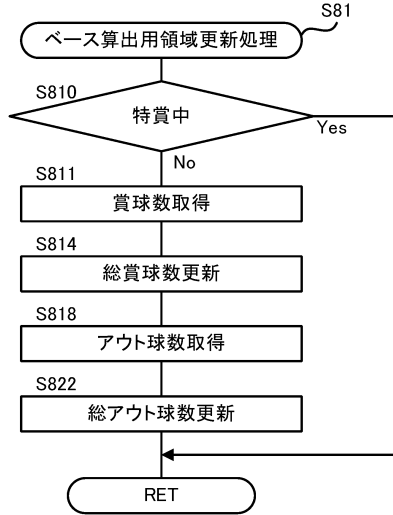 S81
ベース算出用領域更新処理
S810
特賞中
Yes
No
S811
賞球数取得
S814
総賞球数更新
S818
アウト球数取得
S822
総アウト球数更新
RET